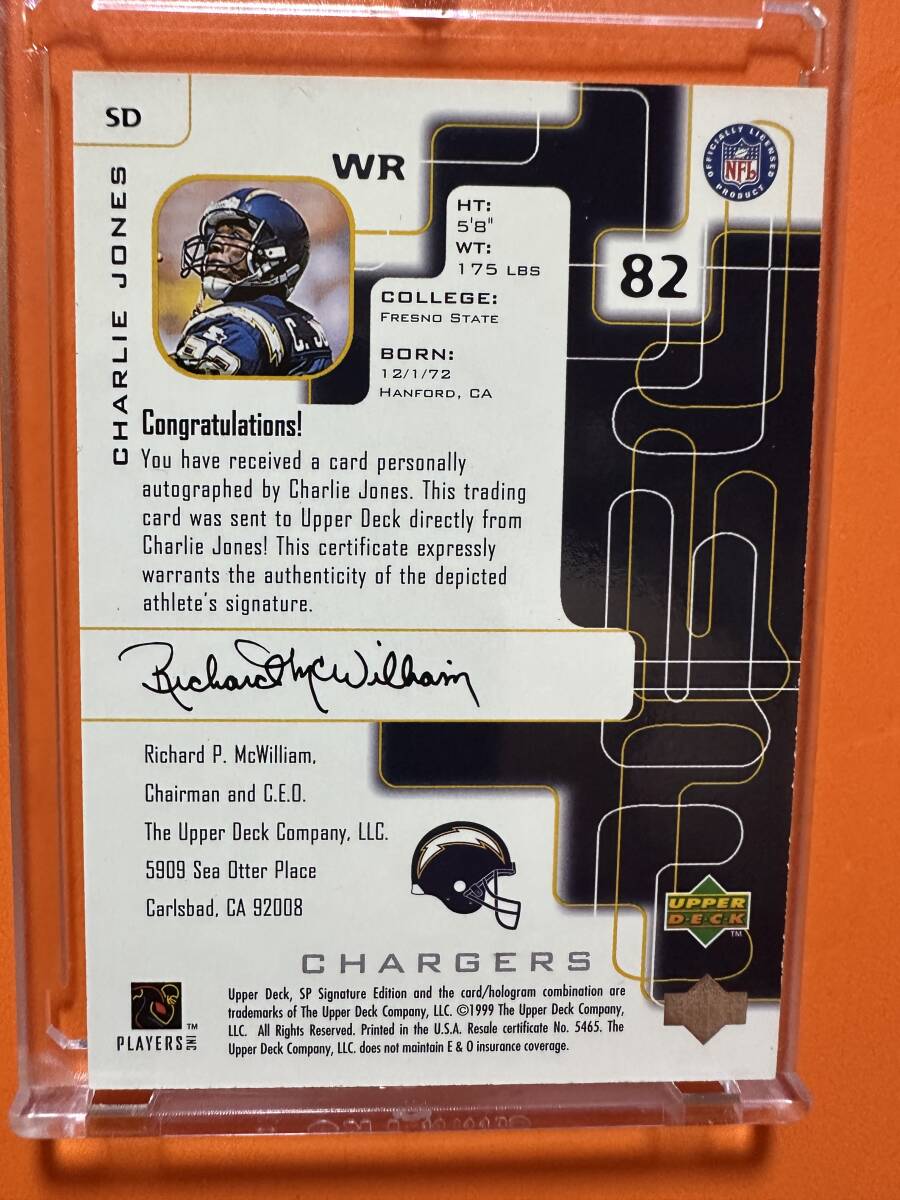 SD
CHARLIE JONES
WR
OFFICIALLY LICENSED
NFL
PRODUCT
HT:
5'8"
WT:
175 LBS
82
COLLEGE:
FRESNO STATE
BORN:
12/1/72
HANFORD, CA
Congratulations!
You have received a card personally
autographed by Charlie Jones. This trading
card was sent to Upper Deck directly from
Charlie Jones! This certificate expressly
warrants the authenticity of the depicted
athlete's signature.
Richard McWilliam
Richard P. McWilliam,
Chairman and C.E.O.
The Upper Deck Company, LLC.
5909 Sea Otter Place
Carlsbad, CA 92008
UPPER
DECK
TM
CHARGERS
PLAYERS INC TM
Upper Deck, SP Signature Edition and the card/hologram combination are
trademarks of The Upper Deck Company, LLC. ©1999 The Upper Deck Company,
LLC. All Rights Reserved. Printed in the U.S.A. Resale certificate No. 5465. The
Upper Deck Company, LLC. does not maintain E & O insurance coverage.